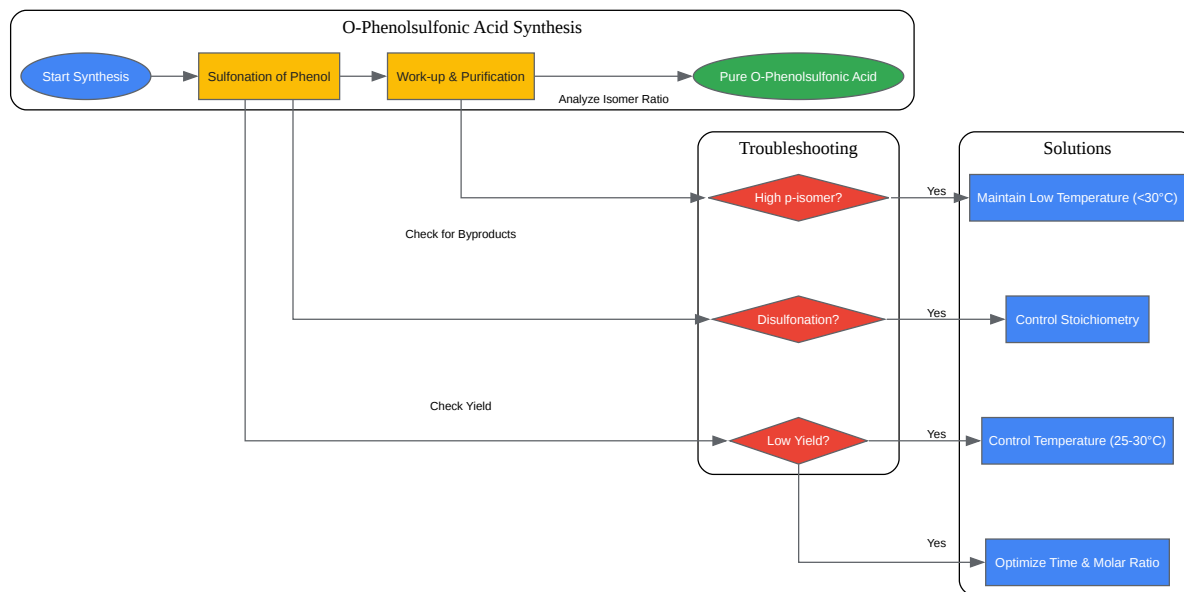 O-Phenolsulfonic Acid Synthesis
Start Synthesis
Sulfonation of Phenol
Work-up & Purification
Pure O-Phenolsulfonic Acid
Analyze Isomer Ratio
Troubleshooting
Solutions
High p-isomer?
Yes
Maintain Low Temperature (<30°C)
Check for Byproducts
Disulfonation?
Yes
Control Stoichiometry
Check Yield
Low Yield?
Yes
Control Temperature (25-30°C)
Yes
Optimize Time & Molar Ratio